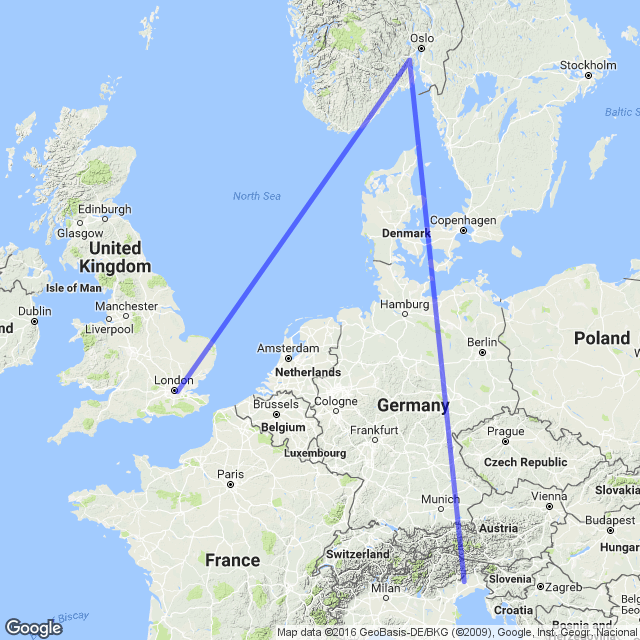 Oslo
Stockholm
Baltic S
North Sea
Edinburgh
Glasgow
Copenhagen
Denmark
United
Kingdom
Isle of Man
Manchester
Hamburg
Dublin
Liverpool
Poland
Berlin
Amsterdam
Netherlands
London
Cologne
Germany
Brussels
Belgium
Frankfurt
Prague
Luxembourg
Czech Republic
Paris
Slovakia
Munich
Vienna
Austria
Budapest
Hungar
Switzerland
France
Slovenia
Zagreb
Milan
Croatia
Belg
Biscay
Bosnia and
Google
Map data ©2016 GeoBasis-DE/BKG (©2009), Google, Inst. Geogr. Nacional